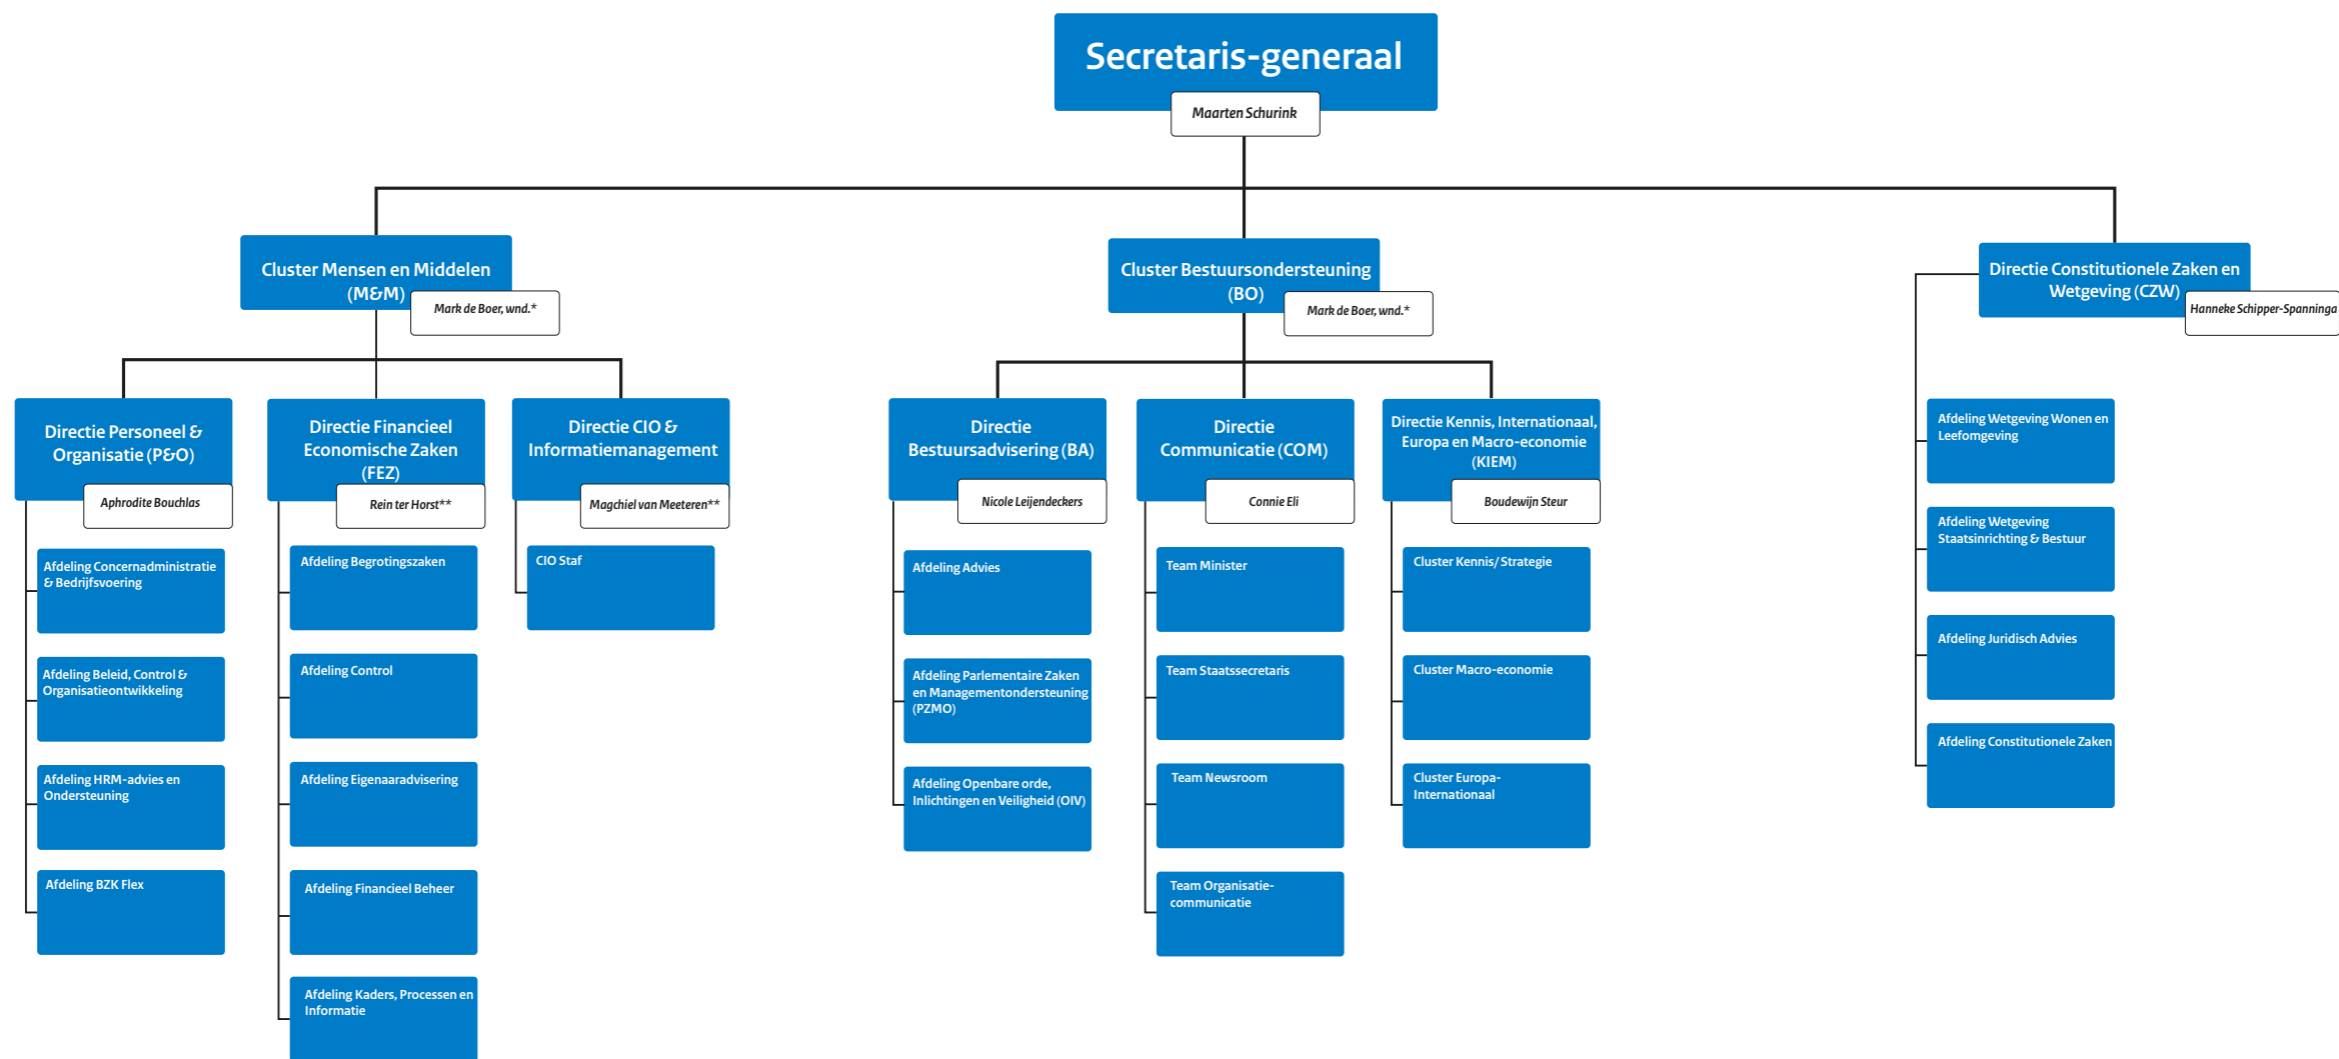 Secretaris-generaal
Maarten Schurink
Cluster Mensen en Middelen
(M&M)
Mark de Boer, wnd.*
Cluster Bestuursondersteuning
(BO)
Mark de Boer, wnd.*
Directie Constitutionele Zaken en
Wetgeving (CZW)
Hanneke Schipper-Spanninga
Directie Personeel &
Organisatie (P&O)
Aphrodite Bouchlas
Afdeling Concernadministratie
& Bedrijfsvoering
Afdeling Beleid, Control &
Organisatieontwikkeling
Afdeling HRM-advies en
Ondersteuning
Afdeling BZK Flex
Directie Financieel
Economische Zaken
(FEZ)
Rein ter Horst**
Afdeling Begrotingszaken
Afdeling Control
Afdeling Eigenaaradvisering
Afdeling Financieel Beheer
Afdeling Kaders, Processen en
Informatie
Directie CIO &
Informatiemanagement
Magchiel van Meeteren**
CIO Staf
Directie
Bestuursadvisering (BA)
Nicole Leijendeckers
Afdeling Advies
Afdeling Parlementaire Zaken
en Managementondersteuning
(PZMO)
Afdeling Openbare orde,
Inlichtingen en Veiligheid (OIV)
Directie
Communicatie (COM)
Connie Eli
Team Minister
Team Staatssecretaris
Team Newsroom
Team Organisatie-
communicatie
Directie Kennis, Internationaal,
Europa en Macro-economie
(KIEM)
Boudewijn Steur
Cluster Kennis/ Strategie
Cluster Macro-economie
Cluster Europa-
Internationaal
Afdeling Wetgeving Wonen en
Leefomgeving
Afdeling Wetgeving
Staatsinrichting & Bestuur
Afdeling Juridisch Advies
Afdeling Constitutionele Zaken